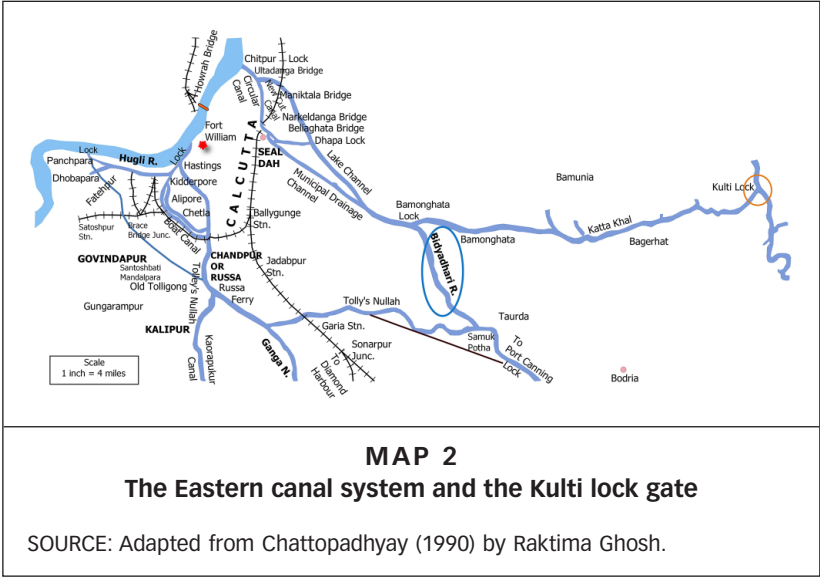 Howrah Bridge
Chitpur
Lock
Ultadanga Bridge
Circular
Canal
New Cut
Canal
Maniktala Bridge
Narkeldanga Bridge
Bellaghata Bridge
Dhapa Lock
Fort
William
Lock
Hugli R.
Lock
Panchpara
Dhobapara
Fatehpur
Hastings
Kidderpore
Alipore
Chetla
CALCUTTA
SEAL
DAH
Lake Channel
Municipal Drainage
Channel
Bamonghata
Lock
Bamonghata
Bamunia
Kulti Lock
Katta Khal
Bagerhat
Bidyadhari R.
Satoshpur
Stn.
Brace
Bridge Junc.
Boat Canal
Ballygunge
Stn.
GOVINDAPUR
Santoshbati
Mandalpara
Old Tolligong
Gungarampur
CHANDPUR
OR
RUSSA
Russa
Ferry
Tolley's Nullah
Jadabpur
Stn.
KALIPUR
Kaorapukur
Canal
Ganga N.
Tolly's Nullah
Garia Stn.
Sonarpur
Junc.
To
Diamond
Harbour
Taurda
Samuk
Potha
To
Port Canning
Lock
Bodria
Scale
1 inch = 4 miles
MAP 2
The Eastern canal system and the Kulti lock gate
SOURCE: Adapted from Chattopadhyay (1990) by Raktima Ghosh.